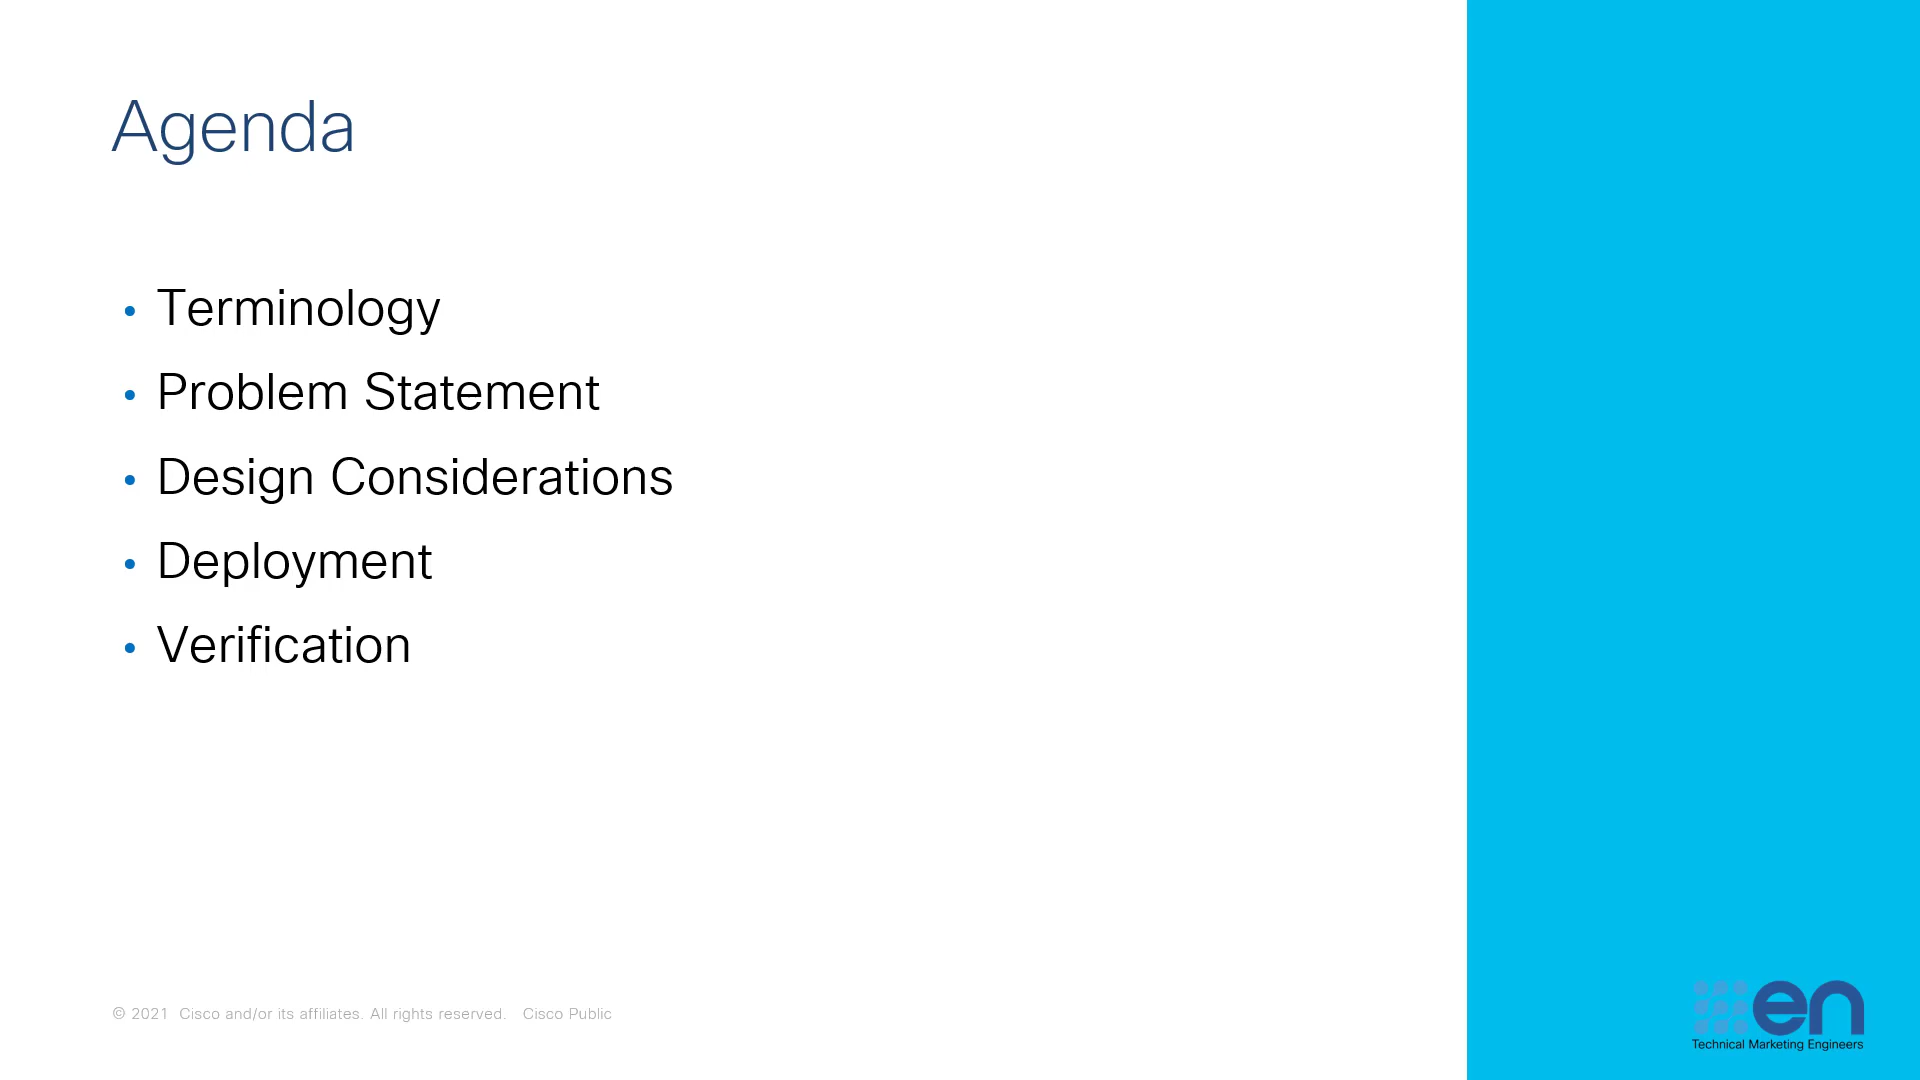 Agenda
• Terminology
• Problem Statement
• Design Considerations
• Deployment
• Verification
© 2021 Cisco and/or its affiliates. All rights reserved. Cisco Public
en
Technical Marketing Engineers